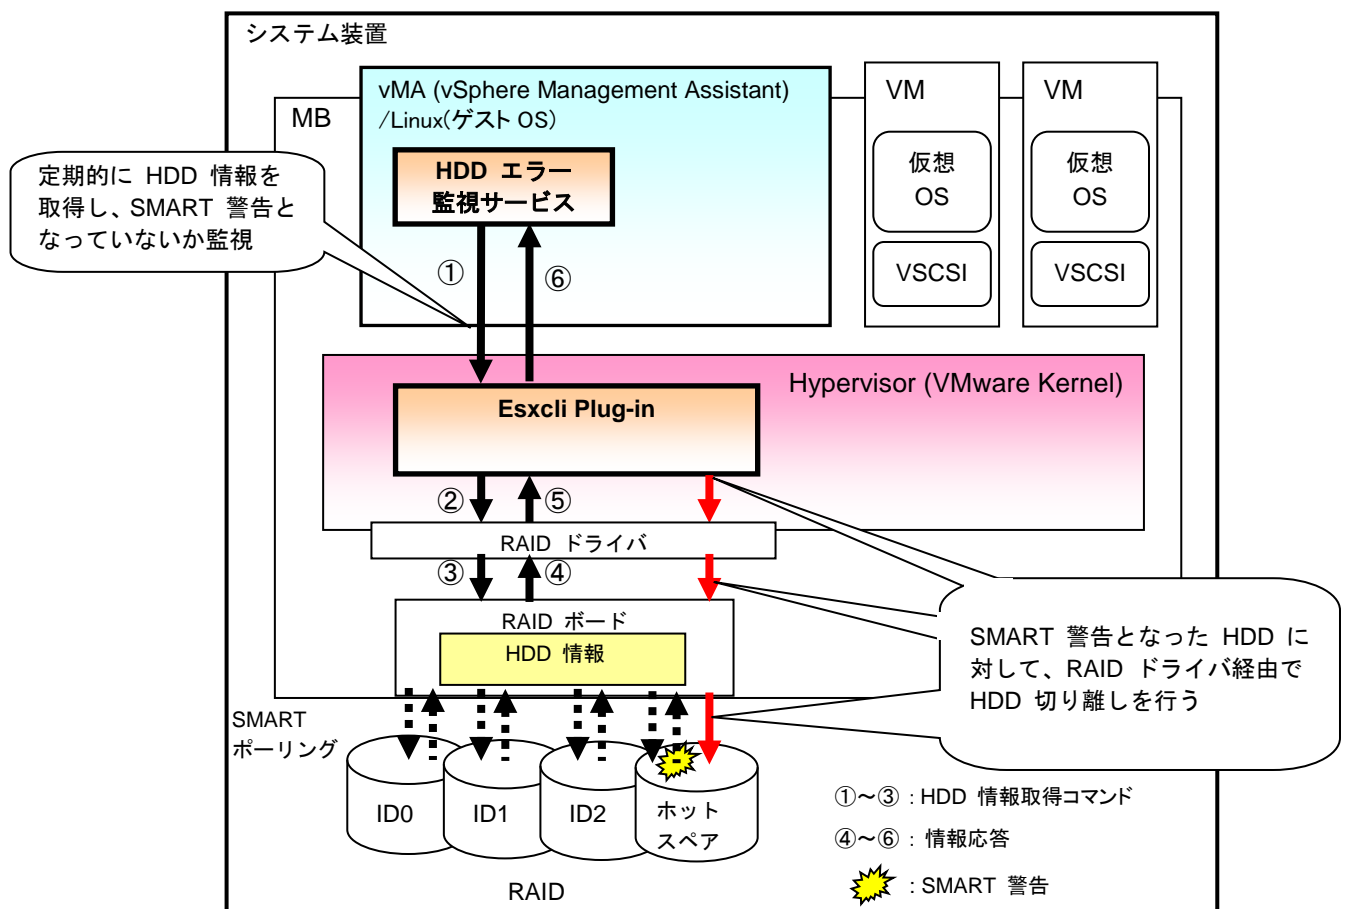 システム装置
MB
vMA (vSphere Management Assistant)
/Linux(ゲスト OS)
HDD エラー
監視サービス
①
⑥
VM
仮想
OS
VSCSI
VM
仮想
OS
VSCSI
定期的に HDD 情報を
取得し、SMART 警告と
なっていないか監視
Hypervisor (VMware Kernel)
Esxcli Plug-in
②
⑤
RAID ドライバ
③
④
RAID ボード
HDD 情報
SMART 警告となった HDD に
対して、RAID ドライバ経由で
HDD 切り離しを行う
SMART
ポーリング
ID0
ID1
ID2
ホット
スペア
RAID
①～③ : HDD 情報取得コマンド
④～⑥ : 情報応答
: SMART 警告